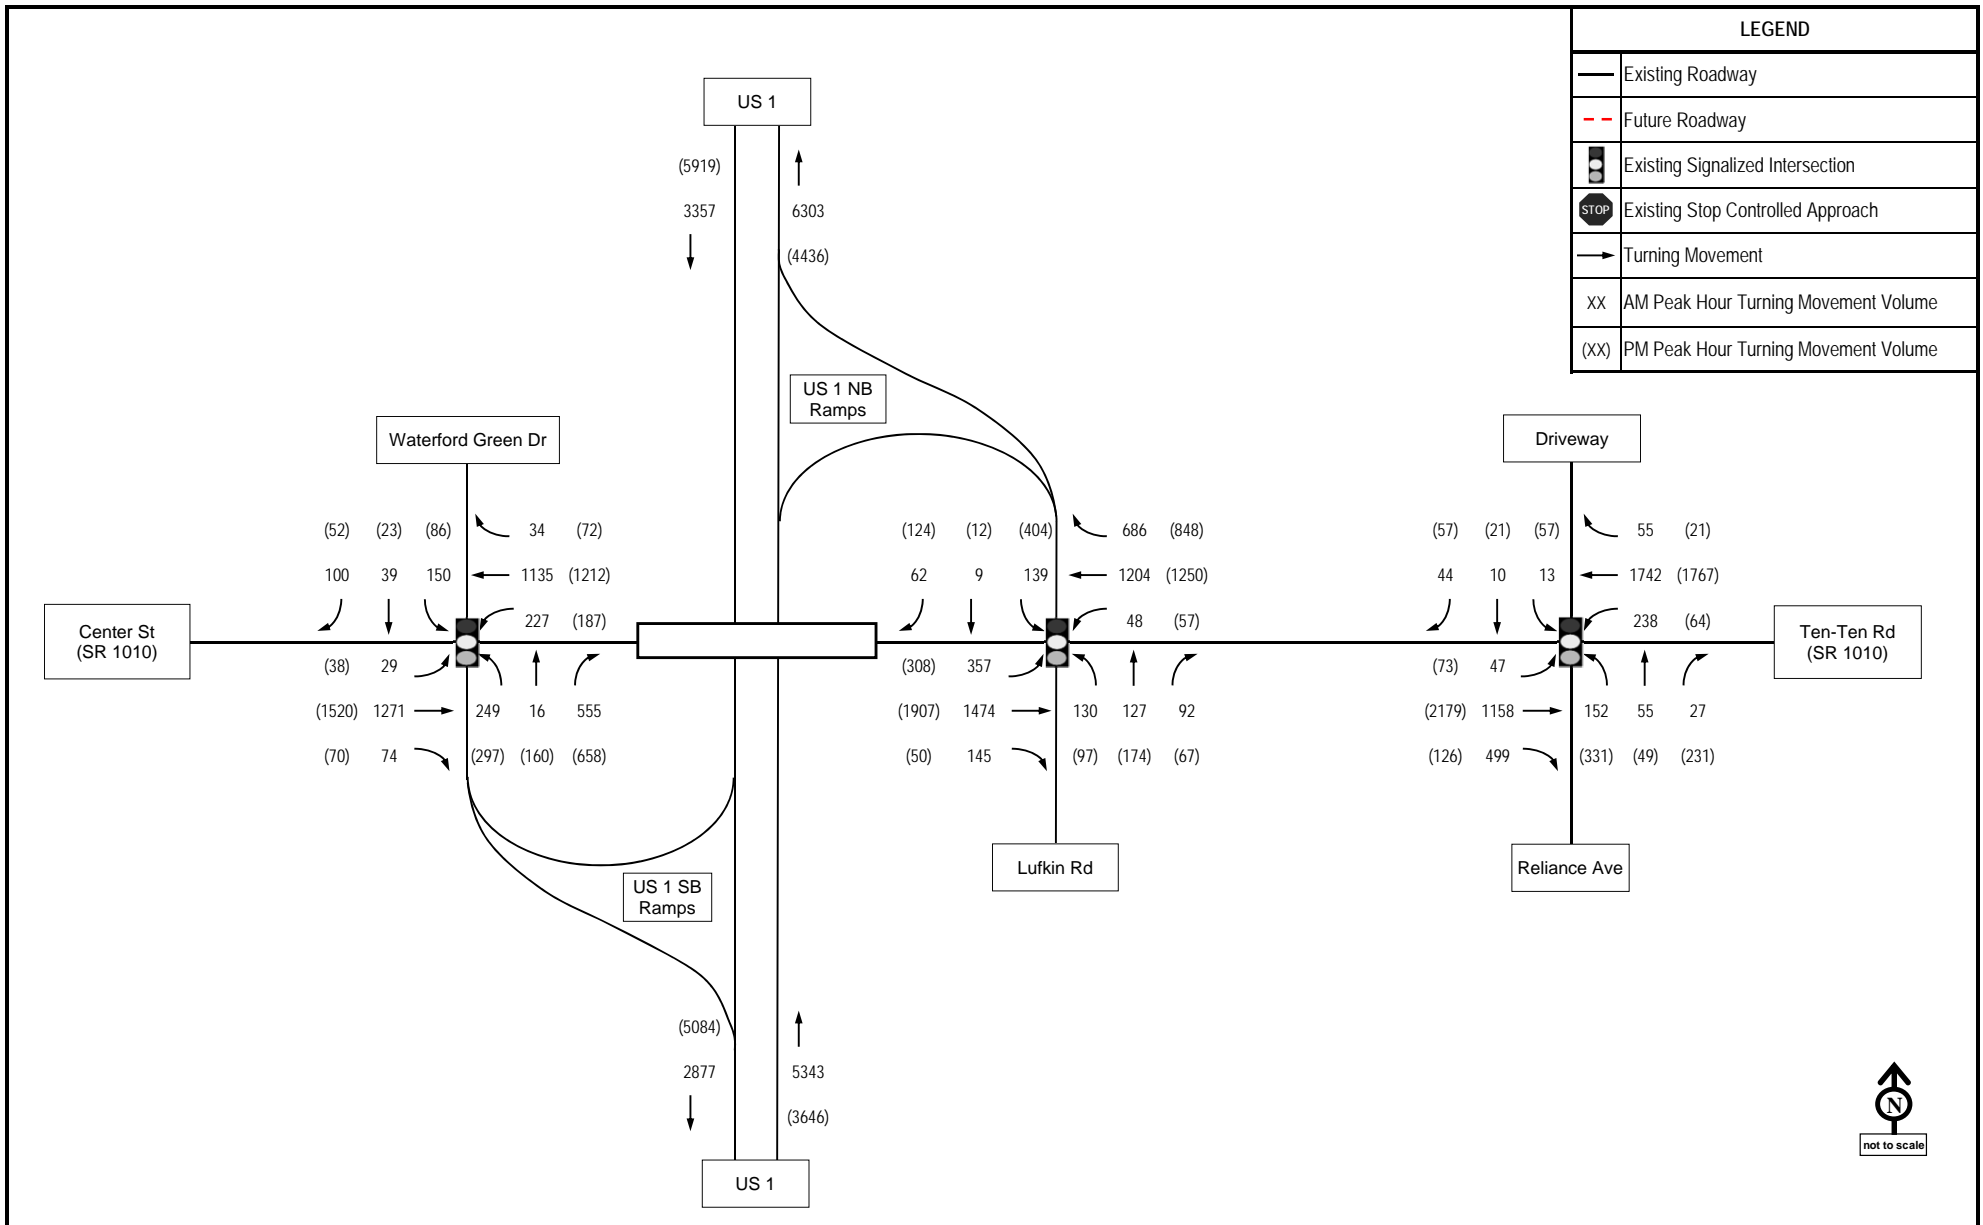 LEGEND
Existing Roadway
Future Roadway
Existing Signalized Intersection
STOP Existing Stop Controlled Approach
Turning Movement
XX AM Peak Hour Turning Movement Volume
(XX) PM Peak Hour Turning Movement Volume
US 1
(5919)
3357 6303
(4436)
US 1 NB
Ramps
Waterford Green Dr
Driveway
(52) (23) (86) 34 (72) (124) (12) (404) 686 (848) (57) (21) (57) 55 (21)
100 39 150 1135 (1212) 62 9 139 1204 (1250) 44 10 13 1742 (1767)
227 (187) 48 (57) 238 (64)
Center St
(SR 1010)
Ten-Ten Rd
(SR 1010)
(38) 29 (308) 357 (73) 47
(1520) 1271 249 16 555 (1907) 1474 130 127 92 (2179) 1158 152 55 27
(70) 74 (297) (160) (658) (50) 145 (97) (174) (67) (126) 499 (331) (49) (231)
Lufkin Rd
Reliance Ave
US 1 SB
Ramps
(5084)
2877 5343
(3646)
N
not to scale
US 1